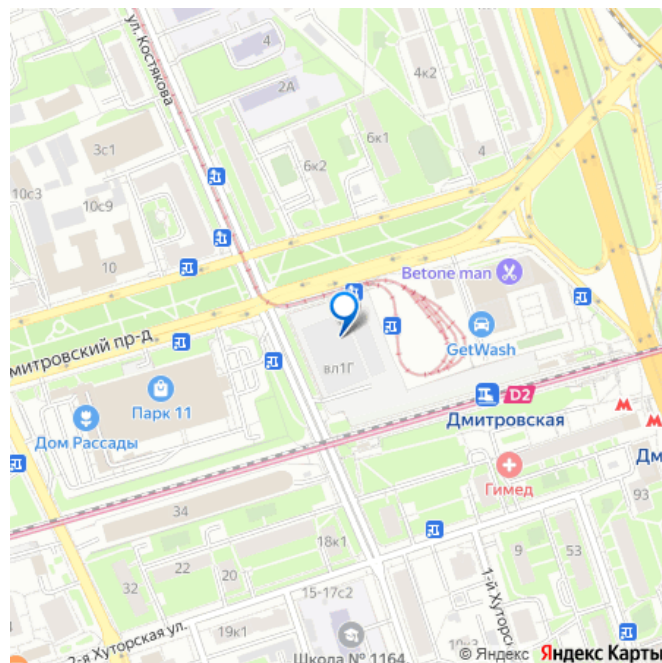 4
ул. Костякова
2А
4к2
3с1
6к1
6к2
4
10с3
10с9
10
Betone man
митровский пр-д
GetWash
вл1Г
Парк 11
D2
Дом Рассады
Дмитровская
Дм
Гимед
34
93
18к1
22
9
53
32
20
15-17с2
1-й Хуторс
2-я Хуторская ул.
19к1
10к3
Школа № 1164
© Яндекс Яндекс Карты